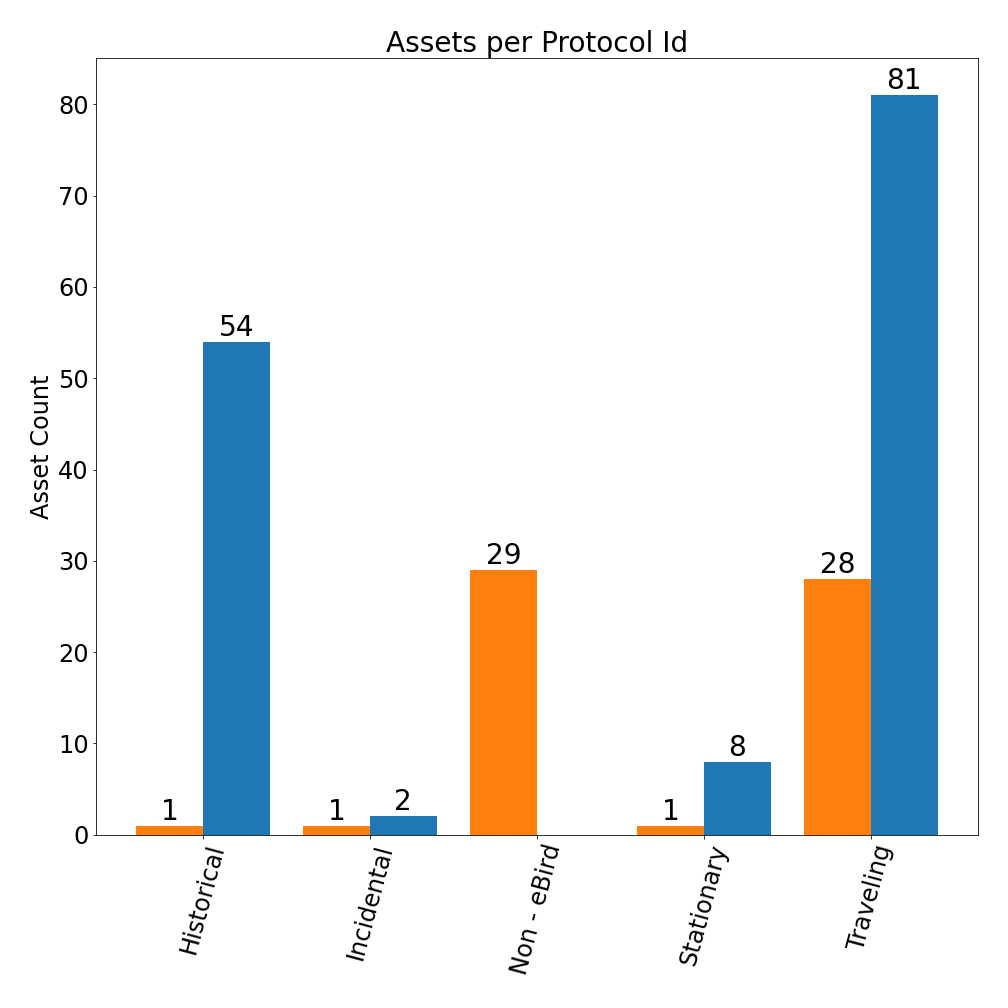 Assets per Protocol Id
Asset Count
80
70
60
50
40
30
20
10
0
1
54
1
2
29
1
8
28
81
Historical
Incidental
Non - eBird
Stationary
Traveling